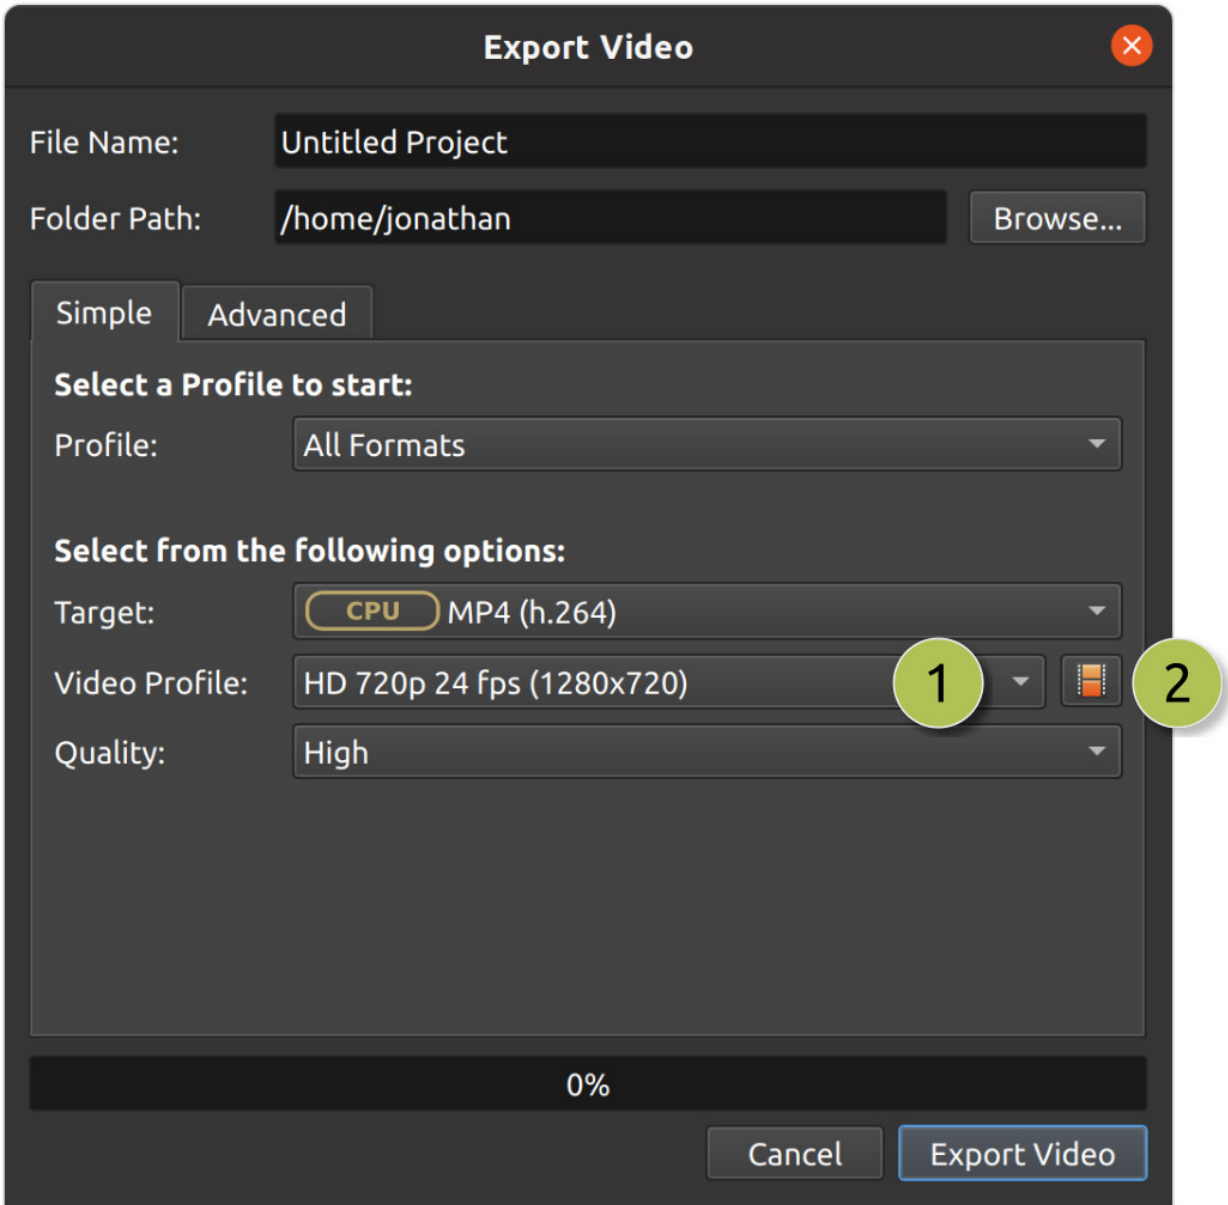 Export Video
File Name: Untitled Project
Folder Path: /home/jonathan Browse...
Simple Advanced
Select a Profile to start:
Profile: All Formats
Select from the following options:
Target: CPU MP4 (h.264)
Video Profile: HD 720p 24 fps (1280x720) 1 2
Quality: High
0%
Cancel Export Video